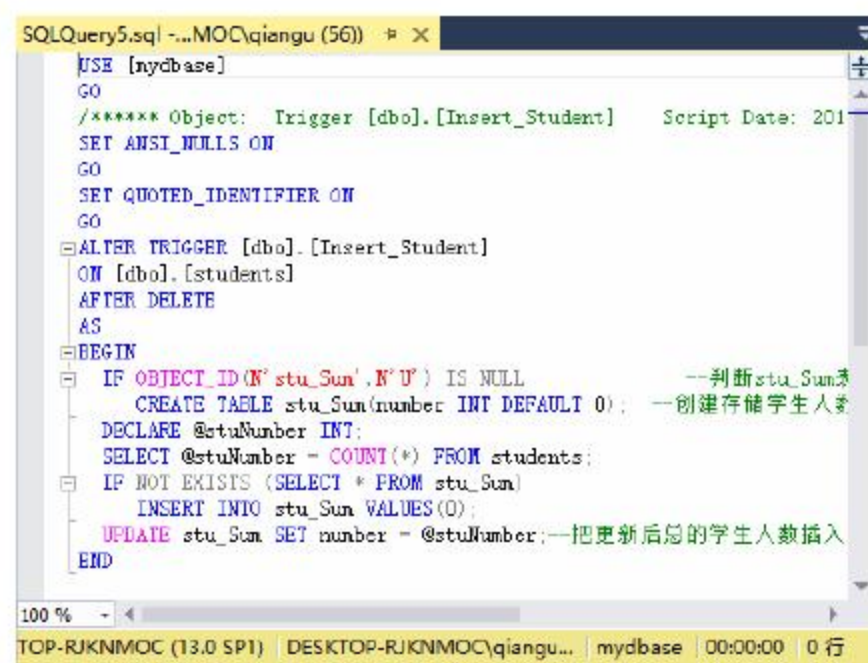 SQLQuery5.sql -...MOC\qiangu (56))
USE [mydbase]
GO
/****** Object:  Trigger [dbo].[Insert_Student]    Script Date: 201
SET ANSI_NULLS ON
GO
SET QUOTED_IDENTIFIER ON
GO
ALTER TRIGGER [dbo].[Insert_Student]
ON [dbo].[students]
AFTER DELETE
AS
BEGIN
IF OBJECT_ID(N'stu_Sum',N'U') IS NULL --判断stu_Sum表
CREATE TABLE stu_Sum(number INT DEFAULT 0); --创建存储学生人数
DECLARE @stuNumber INT;
SELECT @stuNumber = COUNT(*) FROM students;
IF NOT EXISTS (SELECT * FROM stu_Sum)
INSERT INTO stu_Sum VALUES(0);
UPDATE stu_Sum SET number = @stuNumber;--把更新后总的学生人数插入
END
100 %
TOP-RJKNMOC (13.0 SP1) DESKTOP-RJKNMOC\qiangu... mydbase 00:00:00 0 行